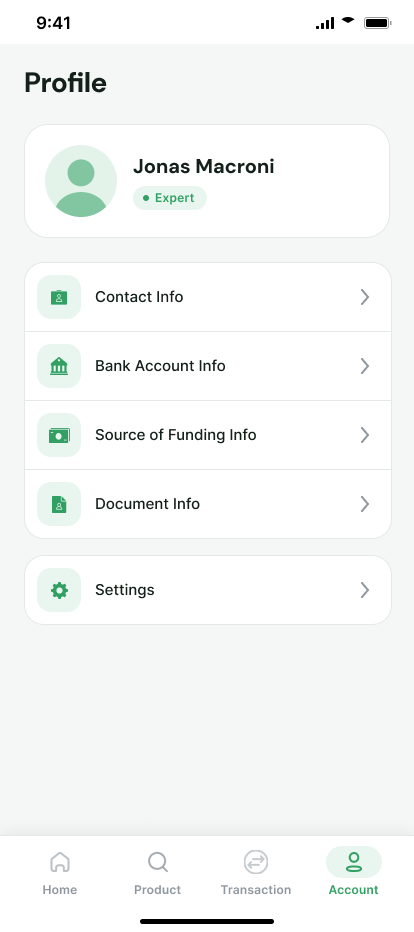 9:41
Profile
Jonas Macroni
Expert
Contact Info
Bank Account Info
Source of Funding Info
Document Info
Settings
Home
Product
Transaction
Account